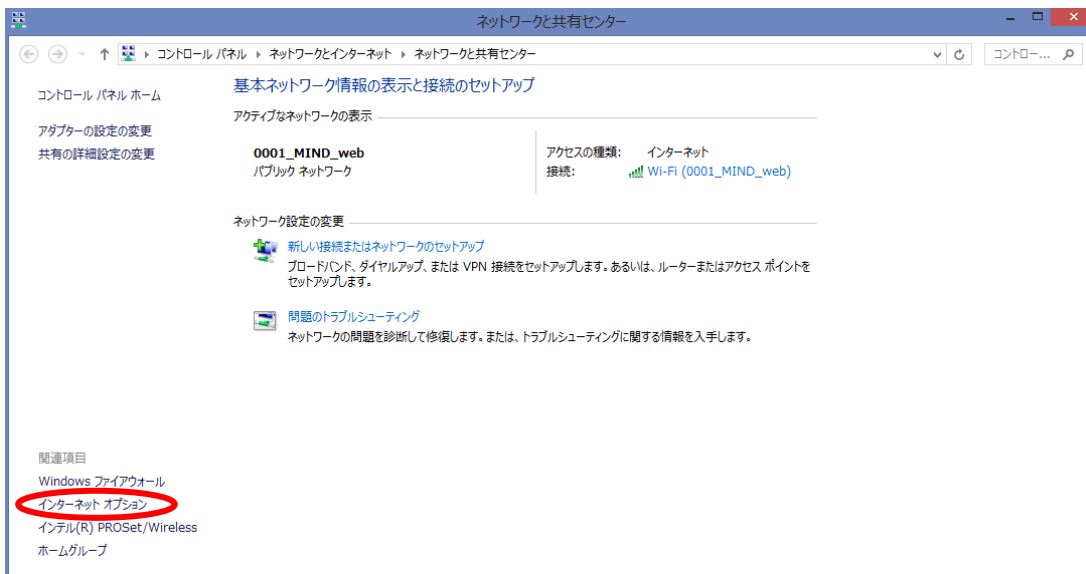 ネットワークと共有センター
コントロール パネル ネットワークとインターネット ネットワークと共有センター コントロー...
コントロール パネル ホーム
アダプターの設定の変更
共有の詳細設定の変更
基本ネットワーク情報の表示と接続のセットアップ
アクティブなネットワークの表示
0001_MIND_web
パブリック ネットワーク
アクセスの種類: インターネット
接続: Wi-Fi (0001_MIND_web)
ネットワーク設定の変更
新しい接続またはネットワークのセットアップ
ブロードバンド、ダイヤルアップ、または VPN 接続をセットアップします。あるいは、ルーターまたはアクセス ポイントを
セットアップします。
問題のトラブルシューティング
ネットワークの問題を診断して修復します。または、トラブルシューティングに関する情報を入手します。
関連項目
Windows ファイアウォール
インターネット オプション
インテル(R) PROSet/Wireless
ホームグループ